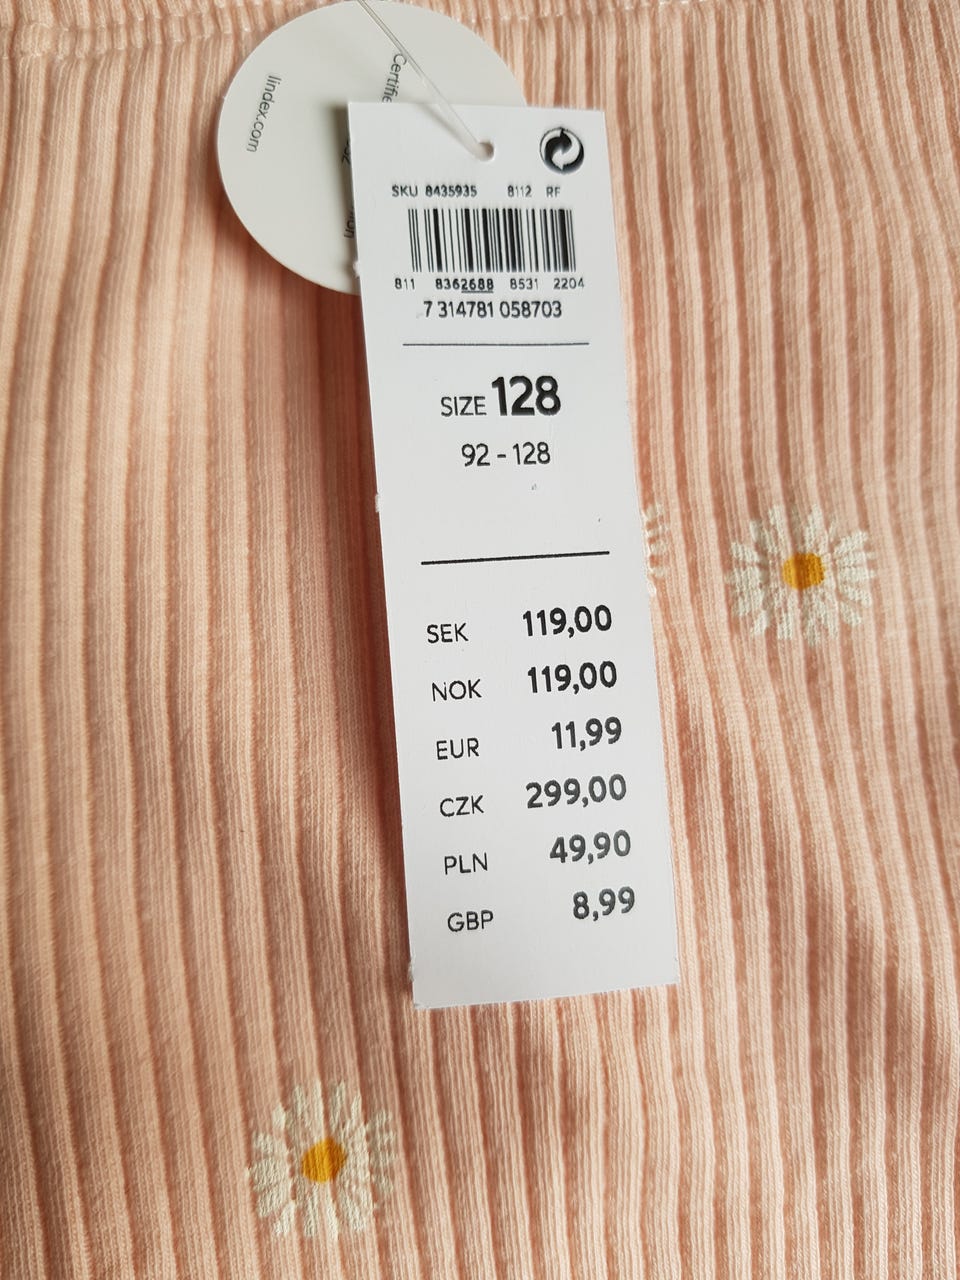 lindex.com
SKU 8435935 8112 RF
811 8362688 8531 2204
7 314781 058703
SIZE 128
92 - 128
SEK 119,00
NOK 119,00
EUR 11,99
CZK 299,00
PLN 49,90
GBP 8,99